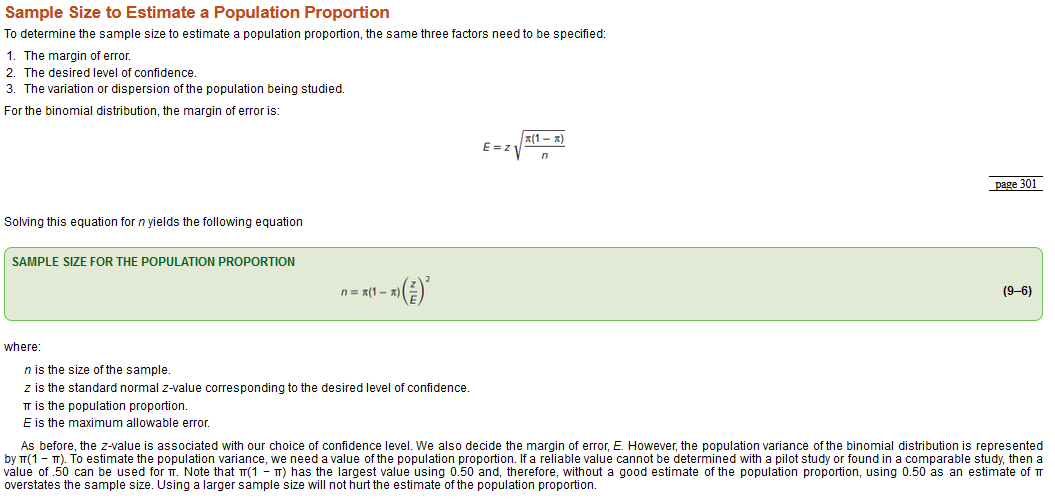 Sample Size to Estimate a Population Proportion
To determine the sample size to estimate a population proportion, the same three factors need to be specified:
1. The margin of error.
2. The desired level of confidence.
3. The variation or dispersion of the population being studied.
For the binomial distribution, the margin of error is:
E = z √(π(1 − π)/n)
page 301
Solving this equation for n yields the following equation
SAMPLE SIZE FOR THE POPULATION PROPORTION
n = π(1 − π)(z/E)²
(9–6)
where:
n is the size of the sample.
z is the standard normal z-value corresponding to the desired level of confidence.
π is the population proportion.
E is the maximum allowable error.
As before, the z-value is associated with our choice of confidence level. We also decide the margin of error, E. However, the population variance of the binomial distribution is represented
by π(1 − π). To estimate the population variance, we need a value of the population proportion. If a reliable value cannot be determined with a pilot study or found in a comparable study, then a
value of .50 can be used for π. Note that π(1 − π) has the largest value using 0.50 and, therefore, without a good estimate of the population proportion, using 0.50 as an estimate of π
overstates the sample size. Using a larger sample size will not hurt the estimate of the population proportion.